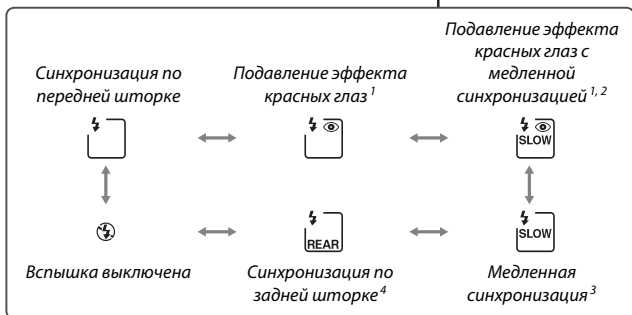 Синхронизация по
передней шторке
Подавление эффекта
красных глаз 1
Подавление эффекта
красных глаз с
медленной
синхронизацией 1, 2
SLOW
REAR
SLOW
Вспышка выключена
Синхронизация по
задней шторке 4
Медленная
синхронизация 3